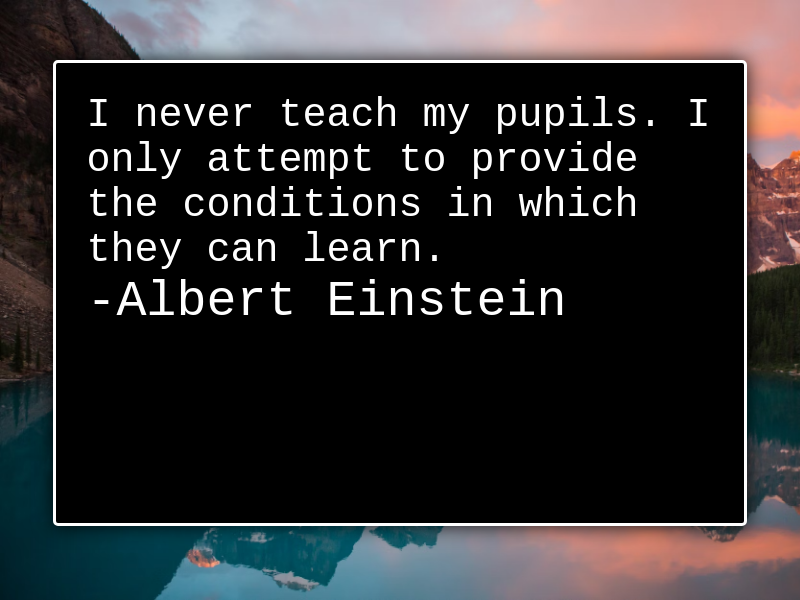 I never teach my pupils. I
only attempt to provide
the conditions in which
they can learn.
-Albert Einstein